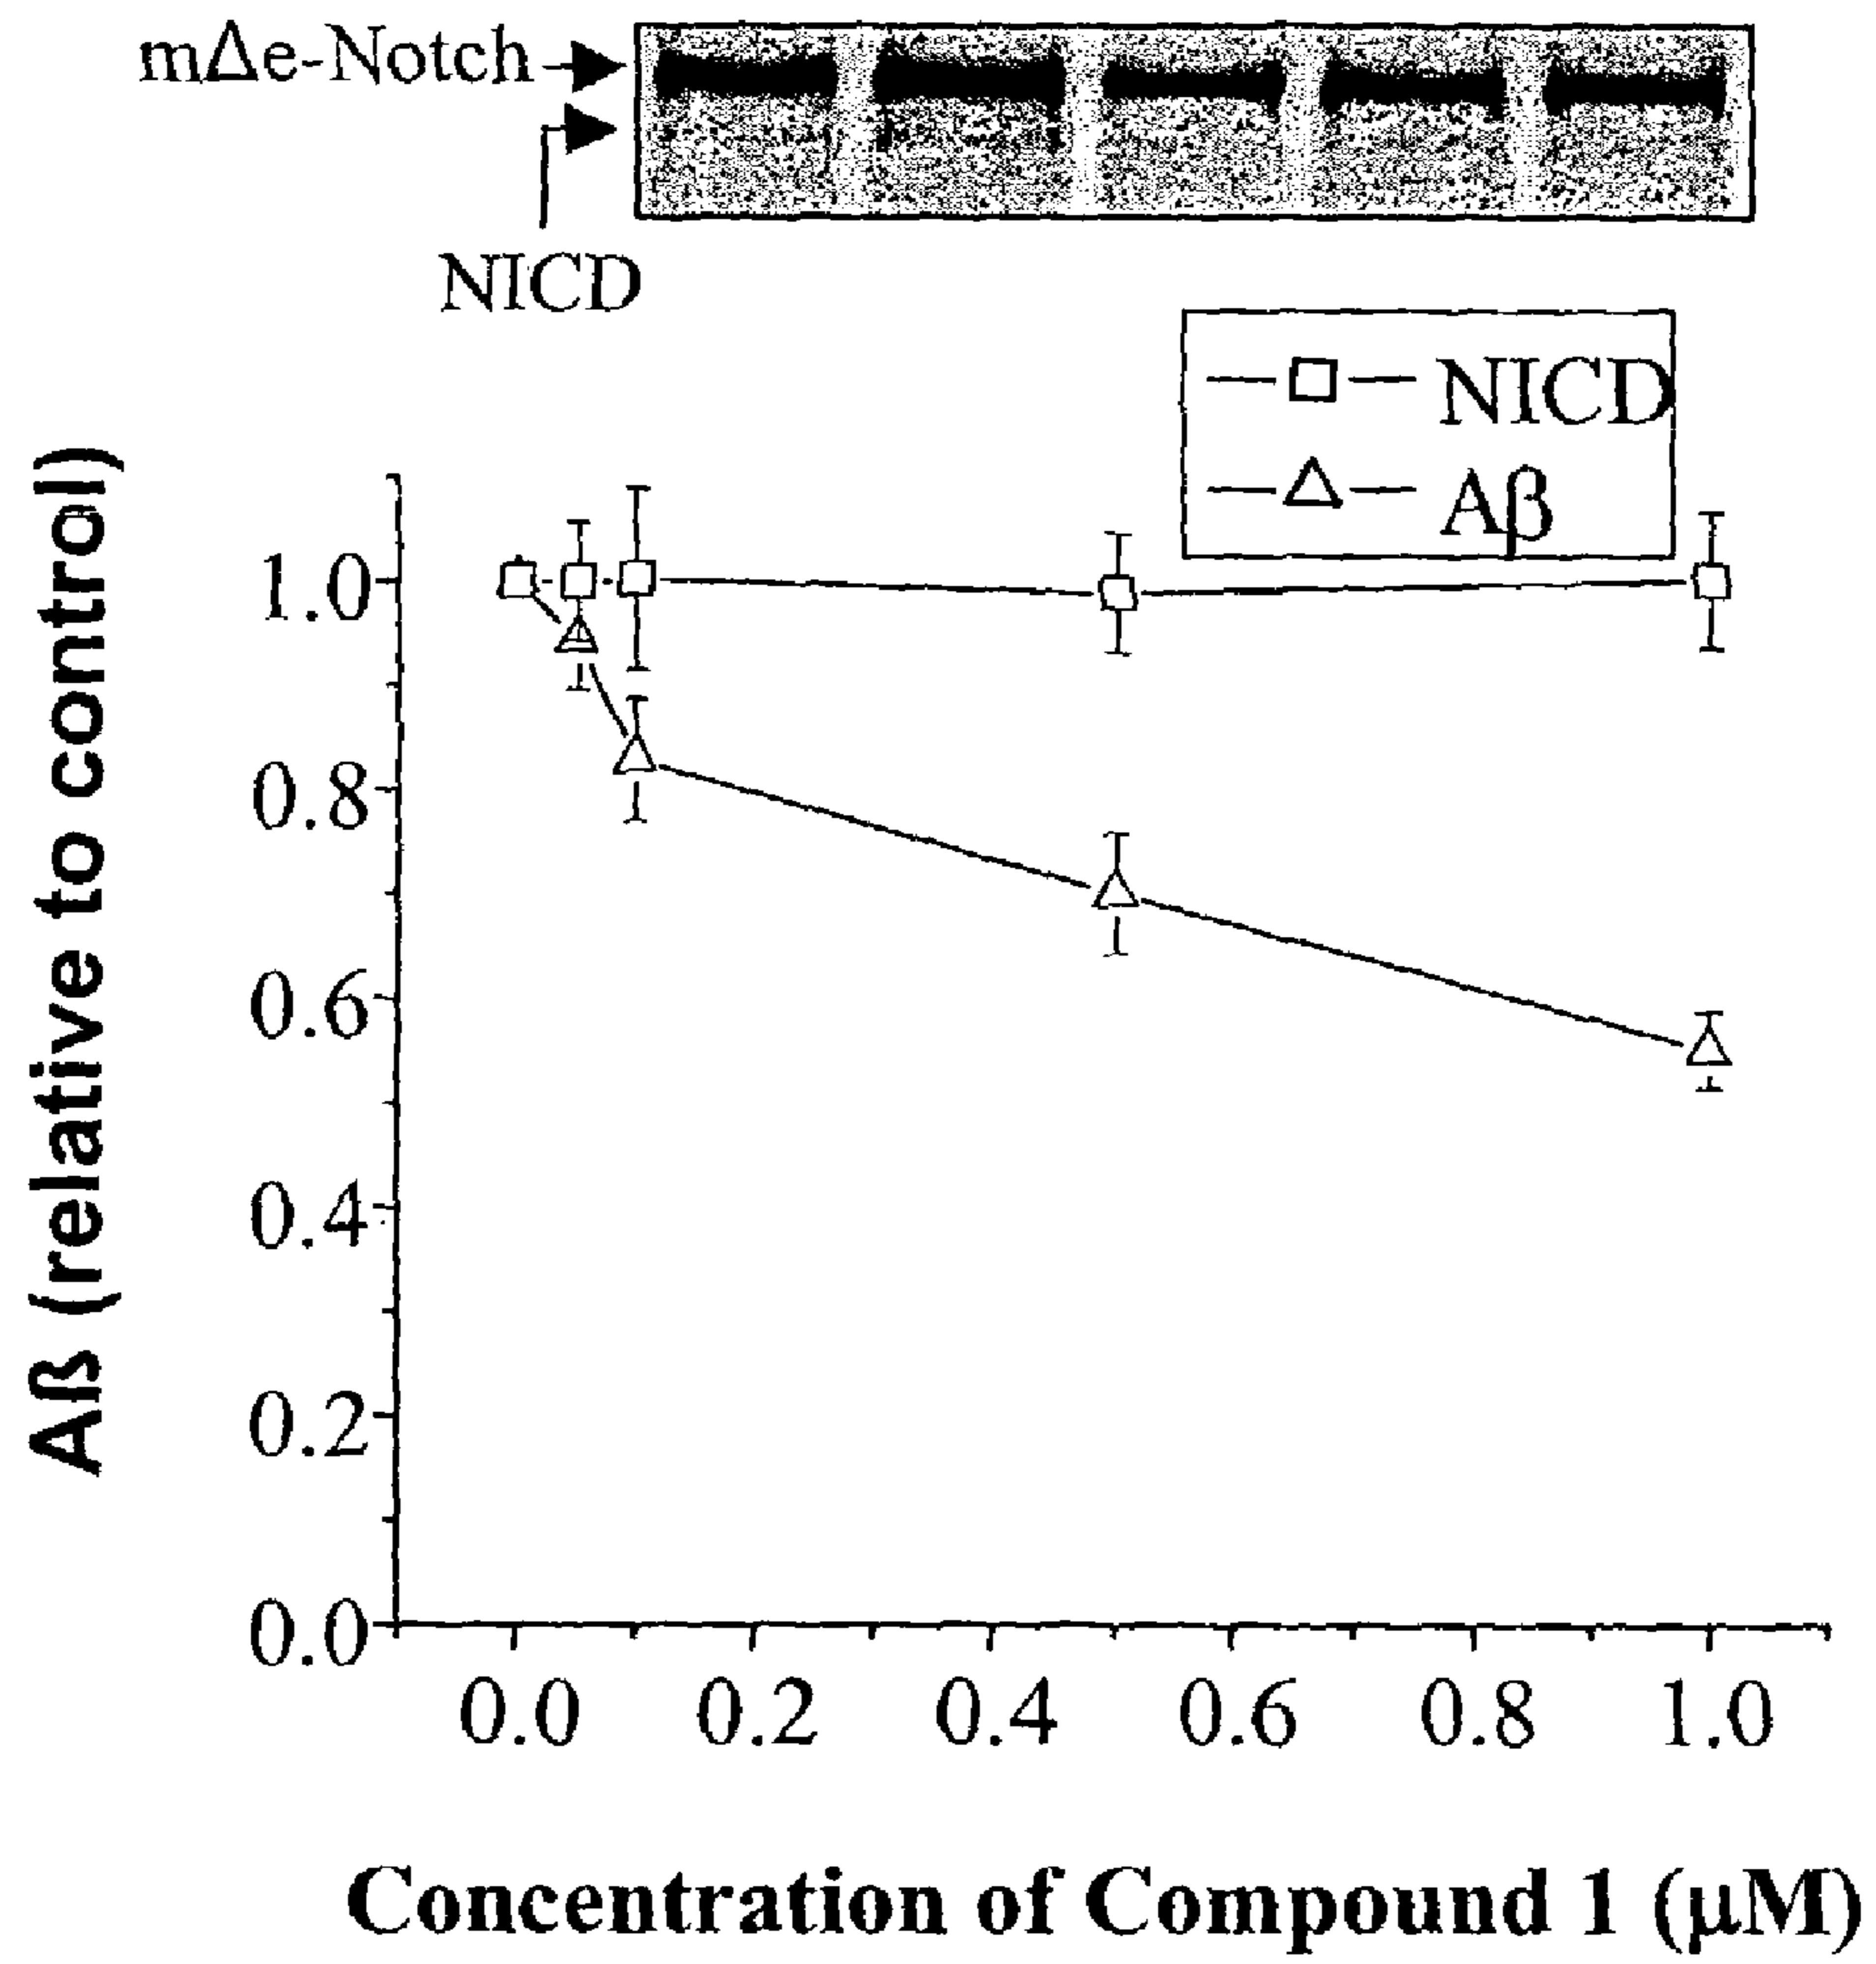 mΔe-Notch
NICD
NICD
Aβ
Aß (relative to control)
1.0
0.8
0.6
0.4
0.2
0.0
0.0 0.2 0.4 0.6 0.8 1.0
Concentration of Compound 1 (μM)